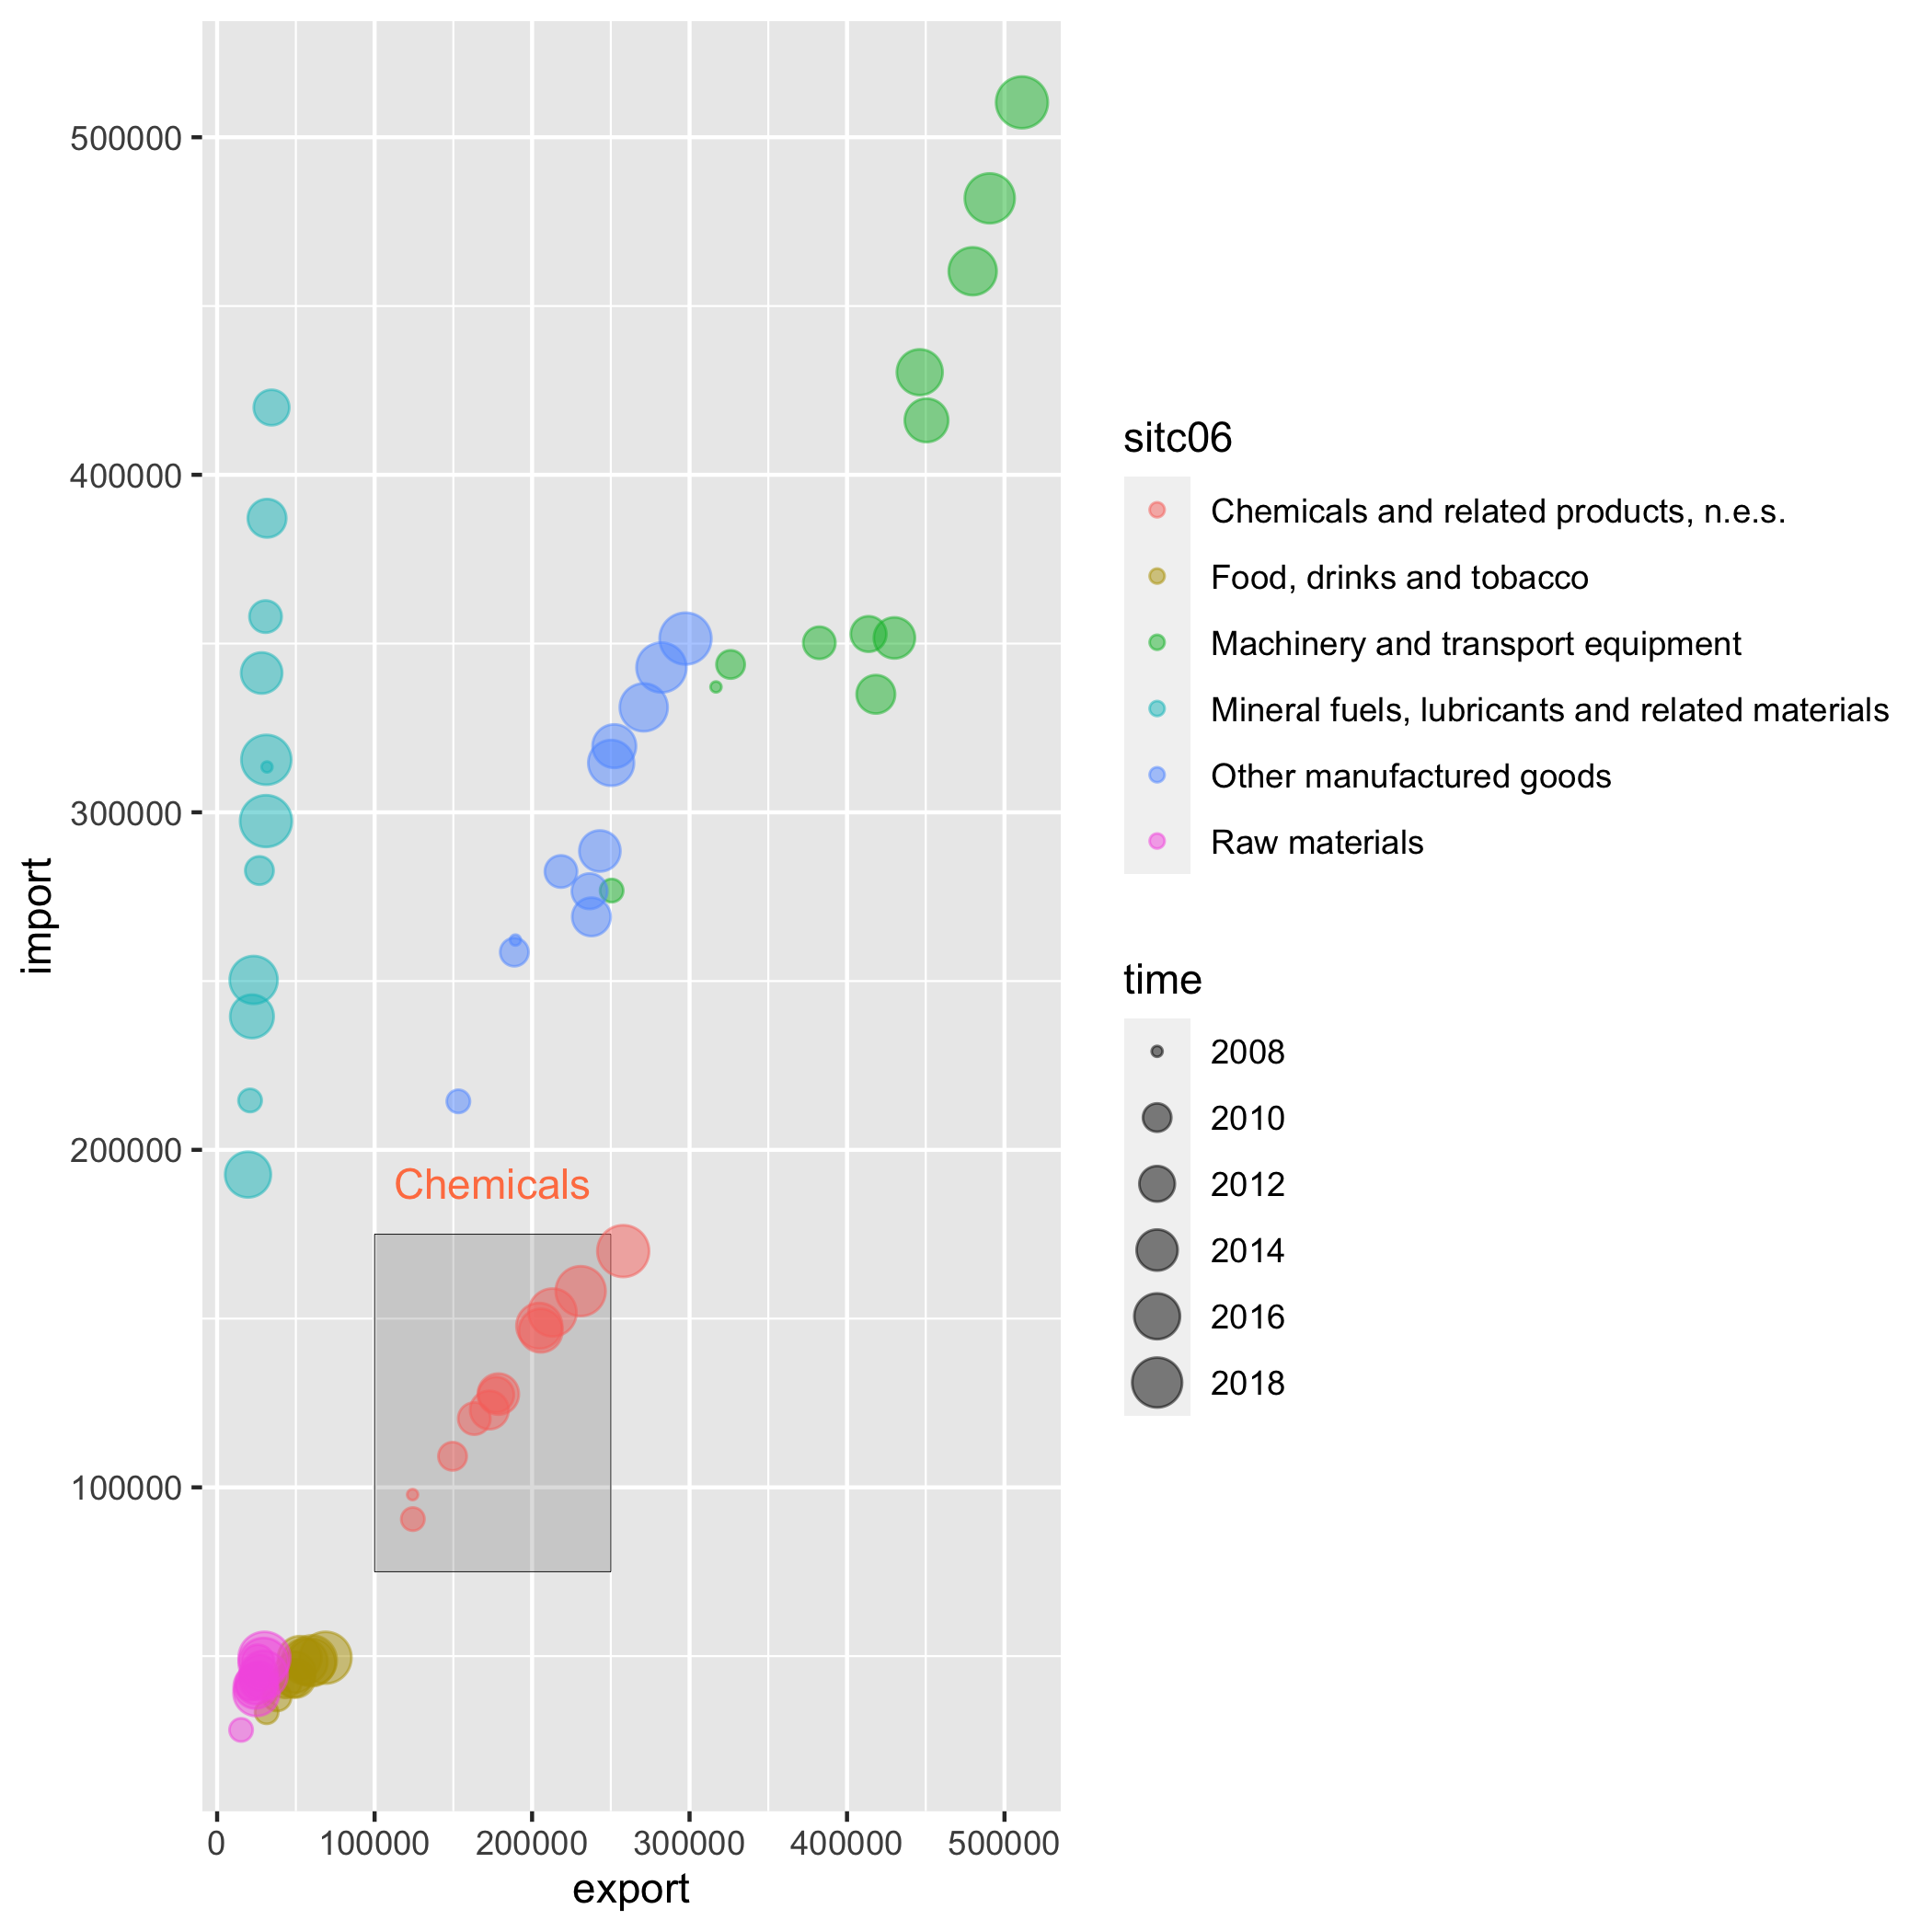 500000
400000
300000
200000
100000
import
Chemicals
0 100000 200000 300000 400000 500000
export
sitc06
Chemicals and related products, n.e.s.
Food, drinks and tobacco
Machinery and transport equipment
Mineral fuels, lubricants and related materials
Other manufactured goods
Raw materials
time
2008
2010
2012
2014
2016
2018